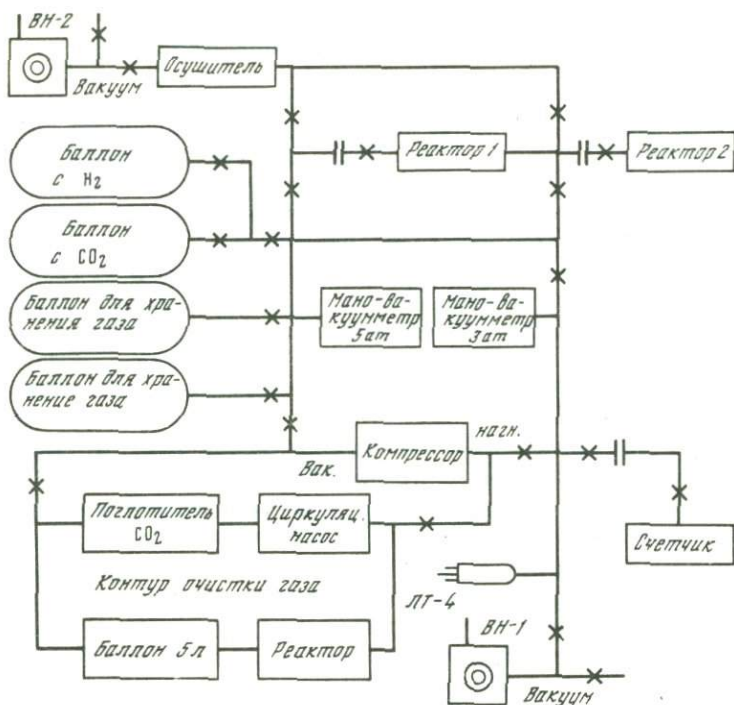 ВН-2
Вакуум
Осушитель
Баллон
с H₂
Реактор 1
Реактор 2
Баллон
с CO₂
Баллон для хра-
нения газа
Мано-ва-
куумметр
5ат
Мано-ва-
куумметр
3ат
Баллон для хра-
нение газа
Вак.
Компрессор
нагн.
Поглотитель
CO₂
Циркуляц.
насос
Счетчик
Контур очистки газа
ЛТ-4
Баллон 5л
Реактор
ВН-1
Вакуум